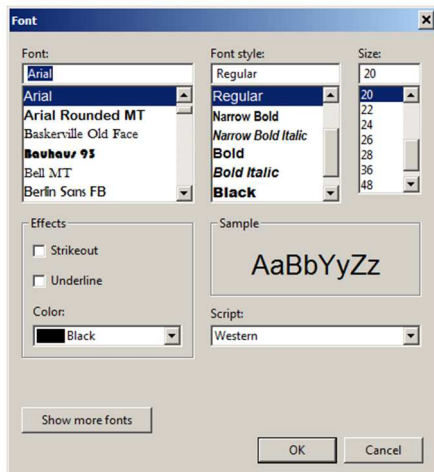 Font
Font:
Arial
Arial
Arial Rounded MT
Baskerville Old Face
Bauhaus 93
Bell MT
Berlin Sans FB
Font style:
Regular
Regular
Narrow Bold
Narrow Bold Italic
Bold
Bold Italic
Black
Size:
20
20
22
24
26
28
36
48
Effects
Strikeout
Underline
Color:
Black
Sample
AaBbYyZz
Script:
Western
Show more fonts
OK
Cancel